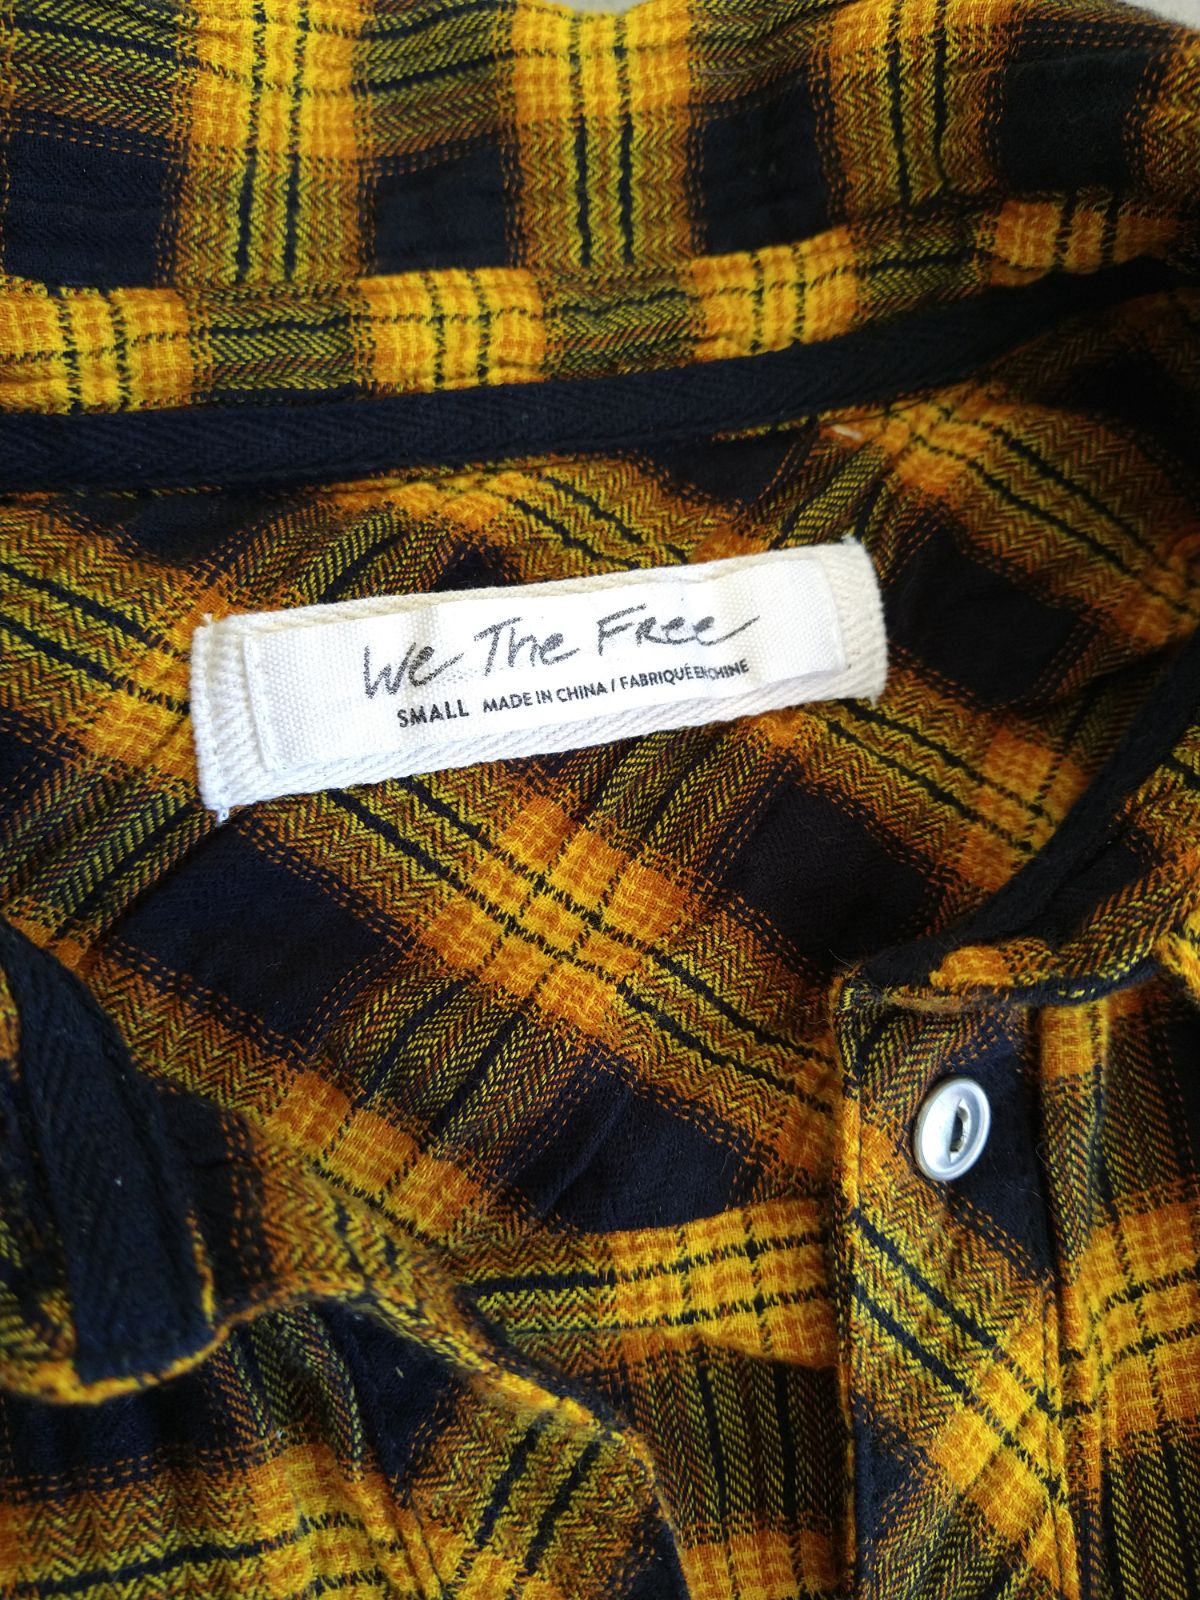 We The Free
SMALL MADE IN CHINA / FABRIQUÉ EN CHINE